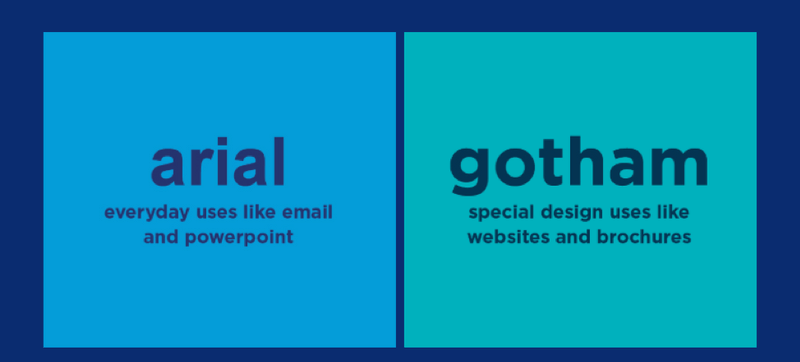 arial
everyday uses like email
and powerpoint
gotham
special design uses like
websites and brochures